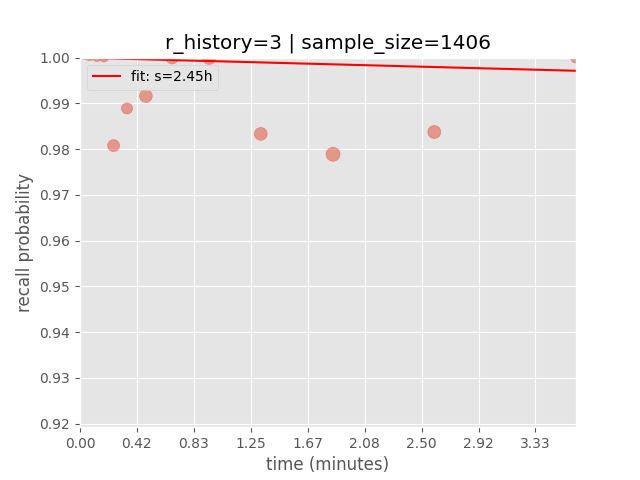 r_history=3 | sample_size=1406
fit: s=2.45h
recall probability
1.00
0.99
0.98
0.97
0.96
0.95
0.94
0.93
0.92
0.00 0.42 0.83 1.25 1.67 2.08 2.50 2.92 3.33
time (minutes)